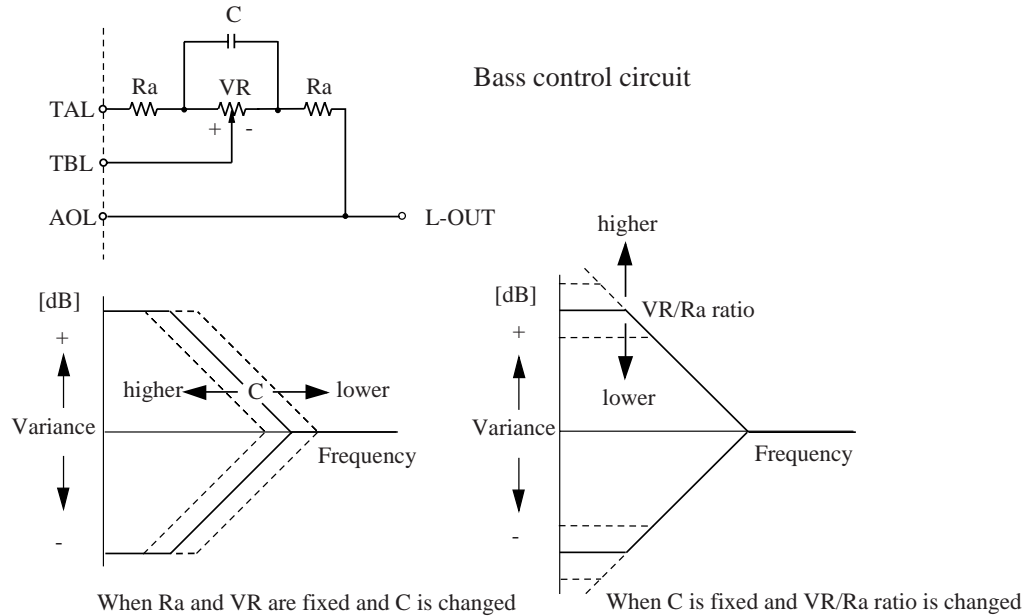 C
Bass control circuit
Ra VR Ra
TAL
+ -
TBL
AOL L-OUT
[dB]
+
higher C lower
Variance
Frequency
-
When Ra and VR are fixed and C is changed
higher
[dB]
VR/Ra ratio
+
lower
Variance
Frequency
-
When C is fixed and VR/Ra ratio is changed